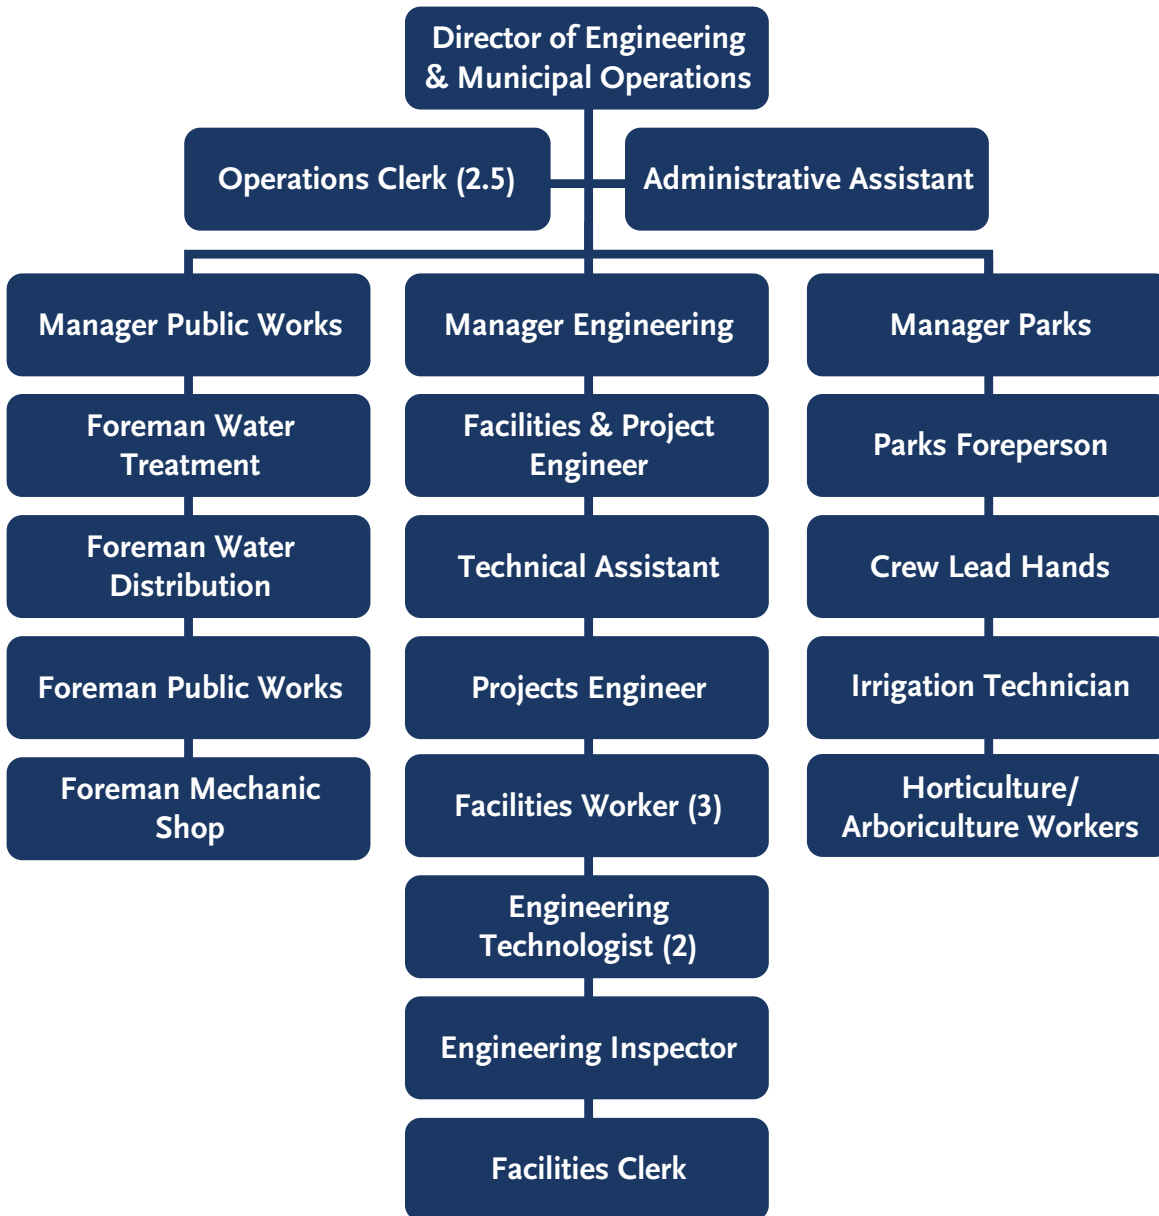 Director of Engineering
& Municipal Operations
Operations Clerk (2.5)
Administrative Assistant
Manager Public Works
Manager Engineering
Manager Parks
Foreman Water
Treatment
Facilities & Project
Engineer
Parks Foreperson
Foreman Water
Distribution
Technical Assistant
Crew Lead Hands
Foreman Public Works
Projects Engineer
Irrigation Technician
Foreman Mechanic
Shop
Facilities Worker (3)
Horticulture/
Arboriculture Workers
Engineering
Technologist (2)
Engineering Inspector
Facilities Clerk